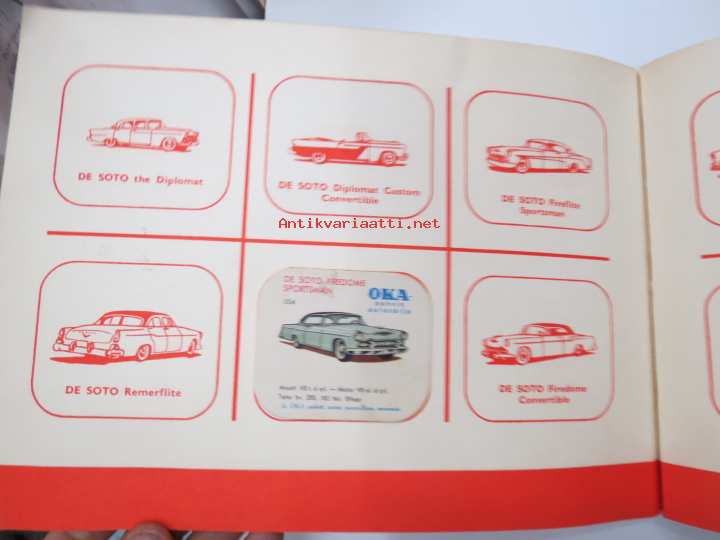 DE SOTO the Diplomat
DE SOTO Diplomat Custom
Convertible
DE SOTO Fireflite
Sportsman
Antikvariaatti.net
DE SOTO Remerflite
DE SOTO FIREDOME
SPORTSMAN
USA
OKA
DE SOTO Firedome
Convertible